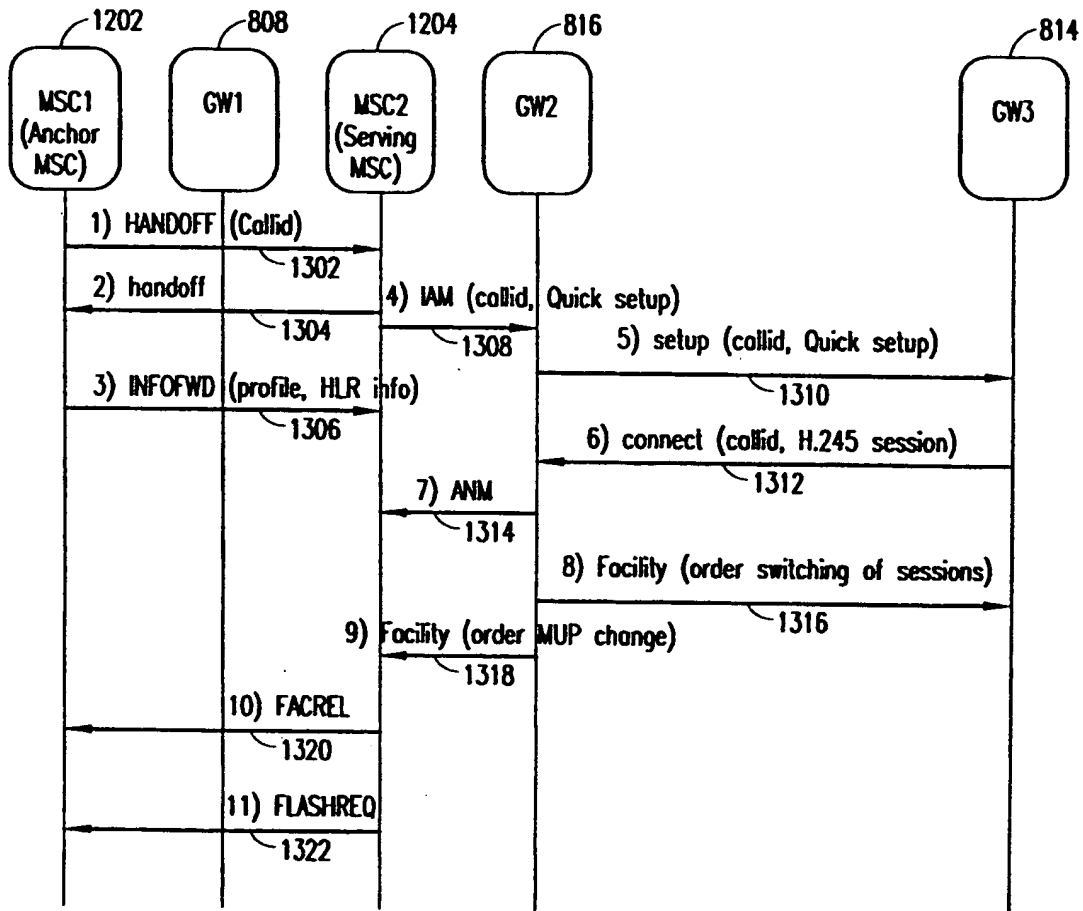 1202
808
1204
816
814
MSC1
(Anchor
MSC)
GW1
MSC2
(Serving
MSC)
GW2
GW3
1) HANDOFF (Callid)
1302
2) handoff
1304
4) IAM (callid, Quick setup)
1308
5) setup (callid, Quick setup)
1310
3) INFOFWD (profile, HLR info)
1306
6) connect (callid, H.245 session)
1312
7) ANM
1314
8) Facility (order switching of sessions)
1316
9) Facility (order MUP change)
1318
10) FACREL
1320
11) FLASHREQ
1322